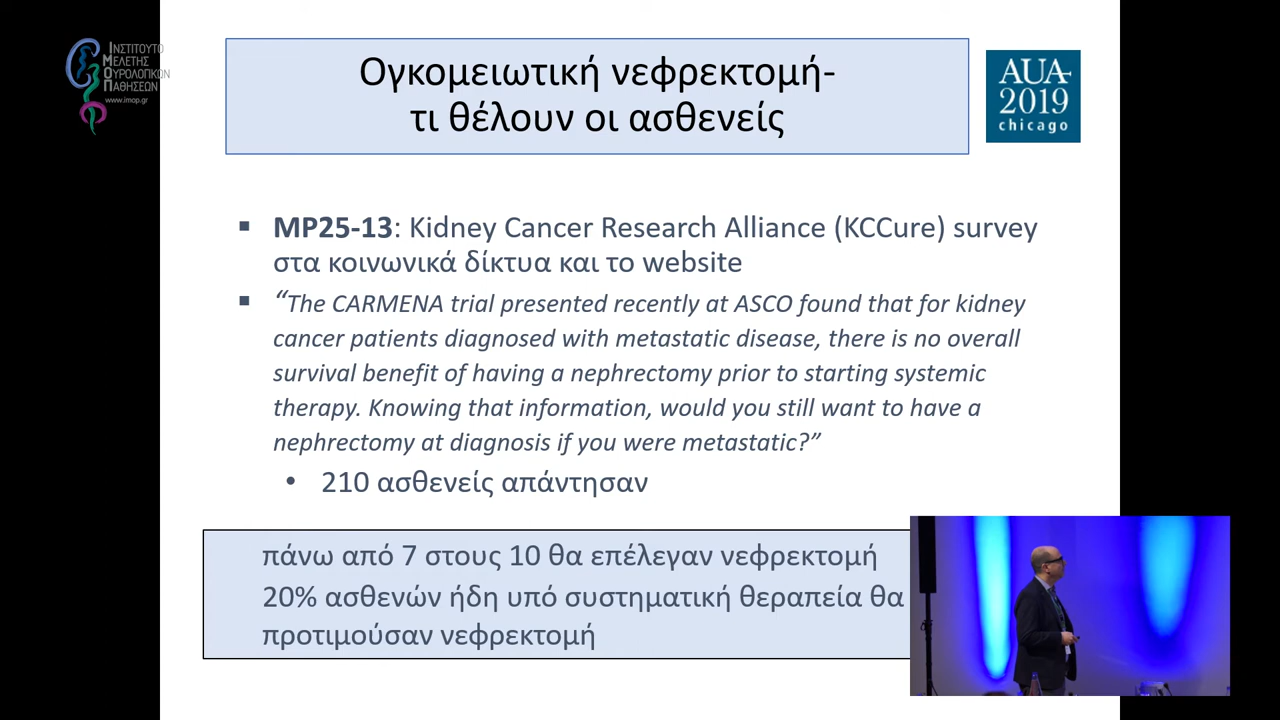 ΙΝΣΤΙΤΟΥΤΟ
ΜΕΛΕΤΗΣ
ΟΥΡΟΛΟΓΙΚΩΝ
ΠΑΘΗΣΕΩΝ
www.imop.gr
Ογκομειωτική νεφρεκτομή-
τι θέλουν οι ασθενείς
AUA
2019
chicago
▪ MP25-13: Kidney Cancer Research Alliance (KCCure) survey
στα κοινωνικά δίκτυα και το website
▪ “The CARMENA trial presented recently at ASCO found that for kidney
cancer patients diagnosed with metastatic disease, there is no overall
survival benefit of having a nephrectomy prior to starting systemic
therapy. Knowing that information, would you still want to have a
nephrectomy at diagnosis if you were metastatic?”
• 210 ασθενείς απάντησαν
πάνω από 7 στους 10 θα επέλεγαν νεφρεκτομή
20% ασθενών ήδη υπό συστηματική θεραπεία θα
προτιμούσαν νεφρεκτομή